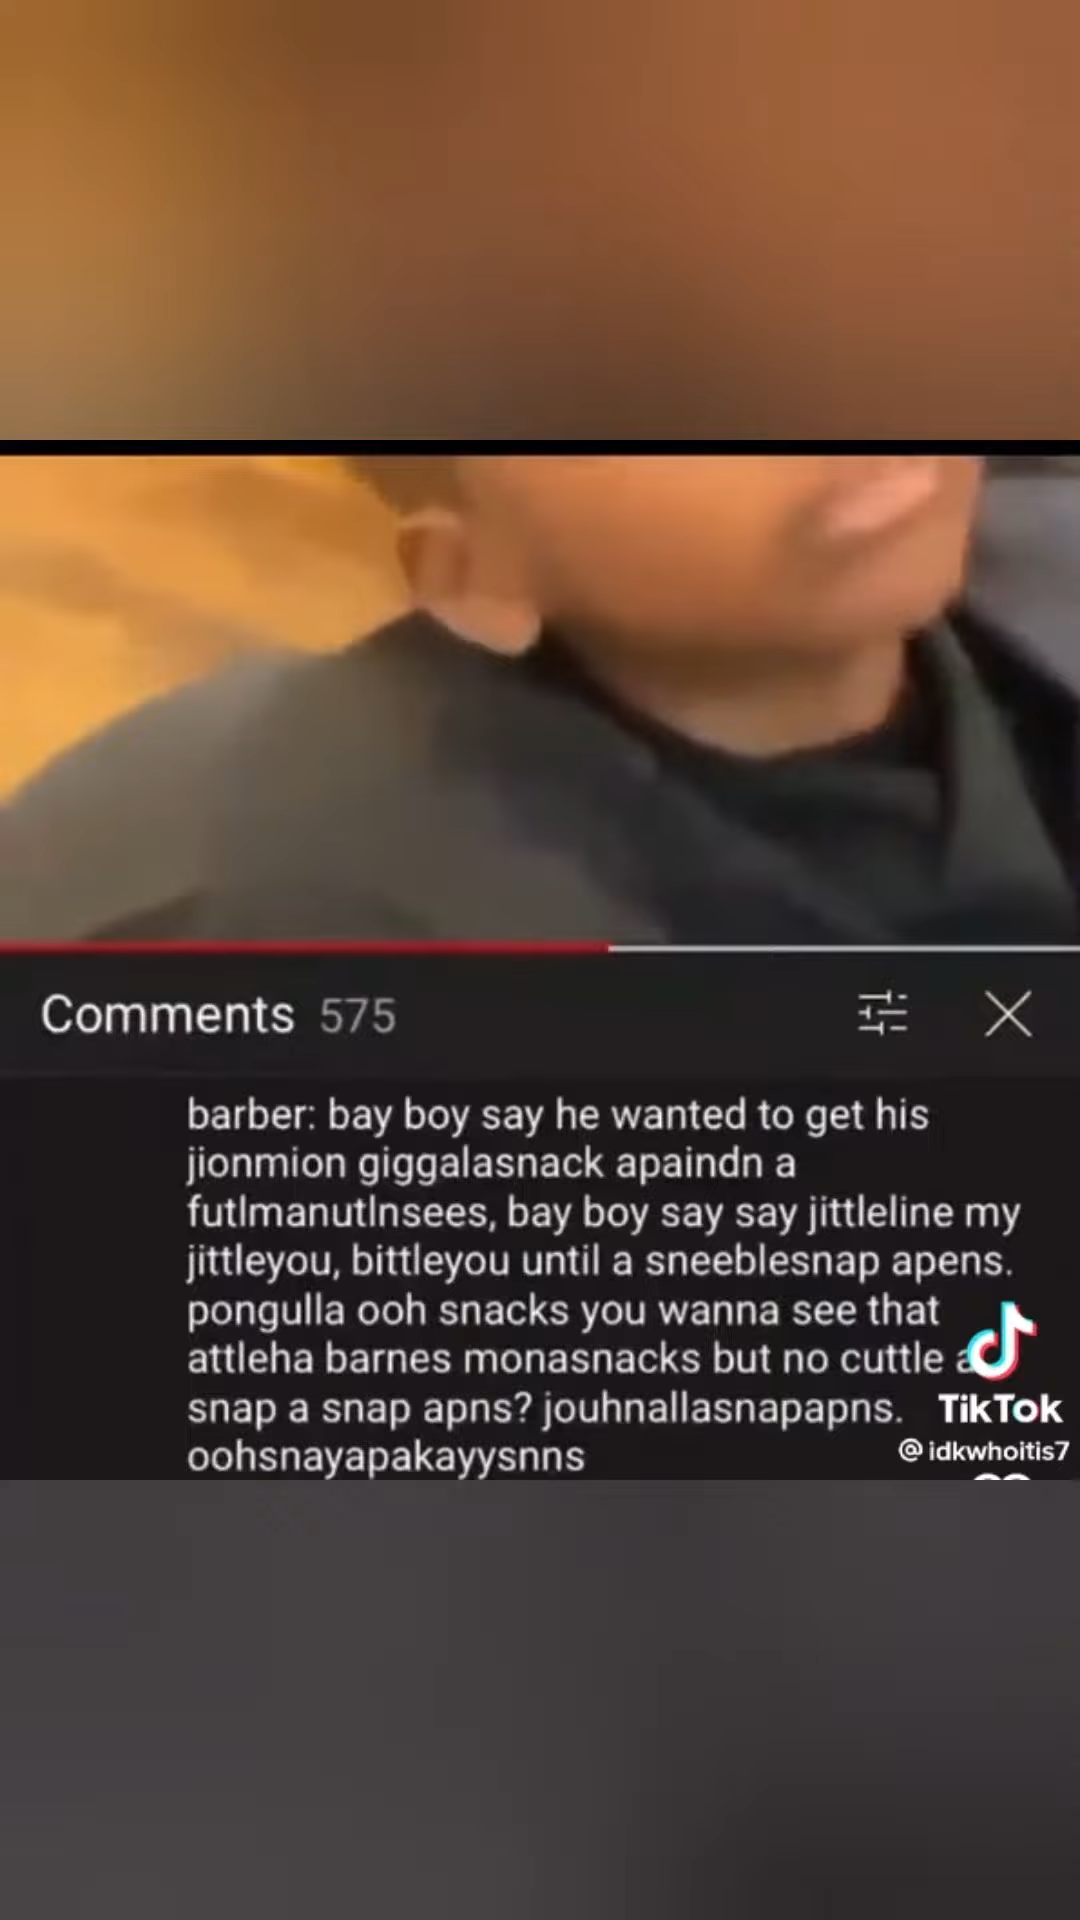 Comments 575
barber: bay boy say he wanted to get his
jionmion giggalasnack apaindn a
futlmanutlnsees, bay boy say say jittleline my
jittleyou, bittleyou until a sneeblesnap apens.
pongulla ooh snacks you wanna see that
attleha barnes monasnacks but no cuttle a
snap a snap apns? jouhnallasnapapns.
oohsnayapakayysnns
TikTok
@idkwhoitis7